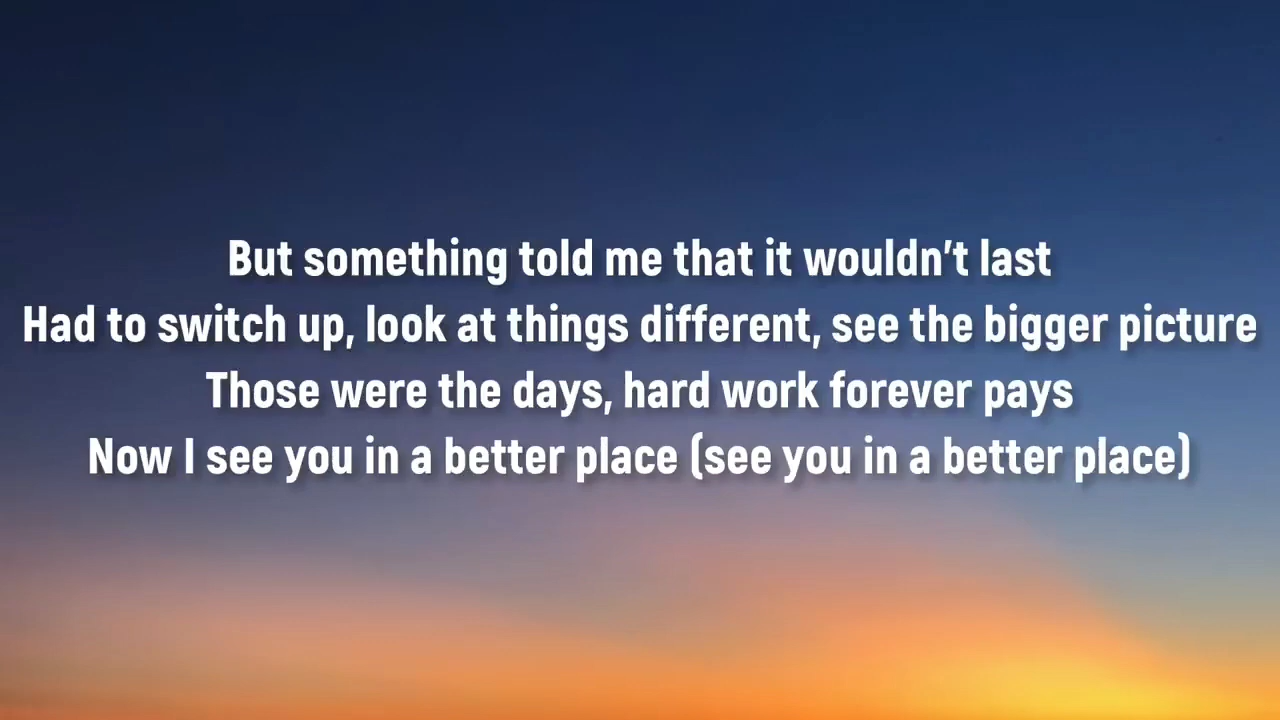 But something told me that it wouldn’t last
Had to switch up, look at things different, see the bigger picture
Those were the days, hard work forever pays
Now I see you in a better place (see you in a better place)